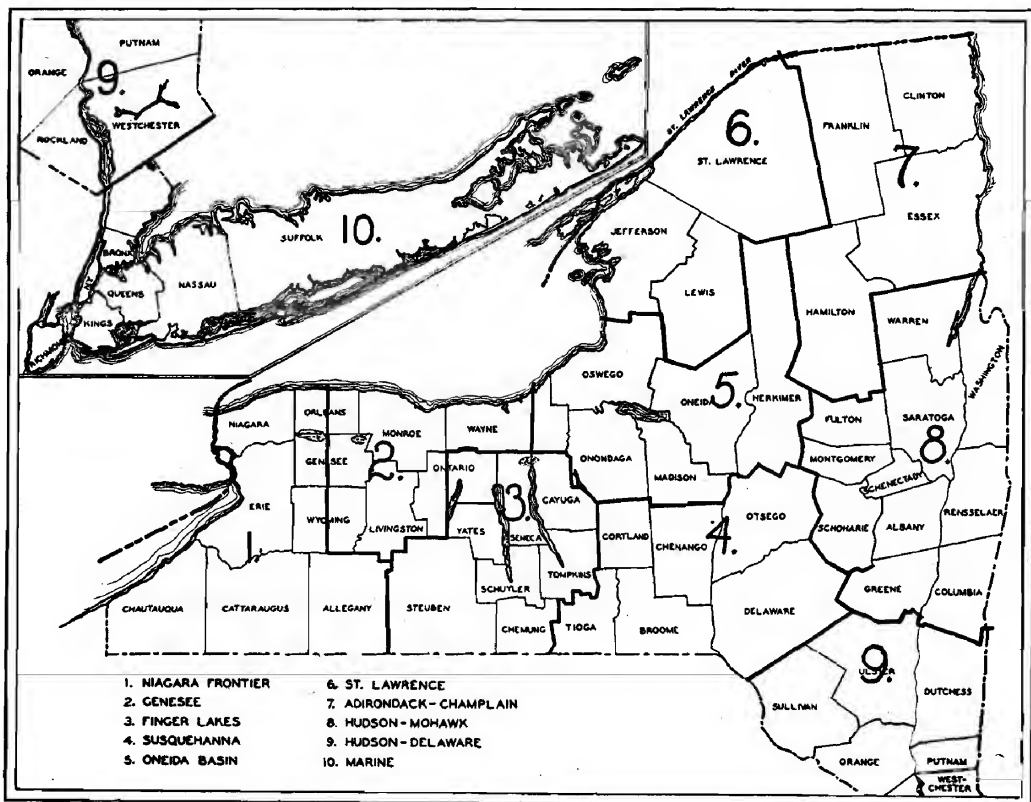 PUTNAM
ORANGE
9.
WESTCHESTER
ROCKLAND
BRONX
QUEENS
KINGS
RICHMOND
NASSAU
SUFFOLK
10.
ST. LAWRENCE RIVER
6.
ST. LAWRENCE
FRANKLIN
CLINTON
7.
ESSEX
JEFFERSON
LEWIS
HAMILTON
WARREN
WASHINGTON
OSWEGO
ONEIDA
5.
HERKIMER
FULTON
SARATOGA
8.
MONTGOMERY
SCHENECTADY
RENSSELAER
NIAGARA
ORLEANS
MONROE
WAYNE
GENESEE
2.
ONTARIO
ONONDAGA
MADISON
ERIE
1
WYOMING
LIVINGSTON
YATES
SENECA
3.
CAYUGA
CORTLAND
CHENANGO
4.
OTSEGO
SCHOHARIE
ALBANY
SCHUYLER
TOMPKINS
CHAUTAUQUA
CATTARAUGUS
ALLEGANY
STEUBEN
CHEMUNG
TIOGA
BROOME
DELAWARE
GREENE
COLUMBIA
9.
ULSTER
SULLIVAN
DUTCHESS
ORANGE
PUTNAM
WEST-
CHESTER
1. NIAGARA FRONTIER
2. GENESEE
3. FINGER LAKES
4. SUSQUEHANNA
5. ONEIDA BASIN
6. ST. LAWRENCE
7. ADIRONDACK-CHAMPLAIN
8. HUDSON-MOHAWK
9. HUDSON-DELAWARE
10. MARINE